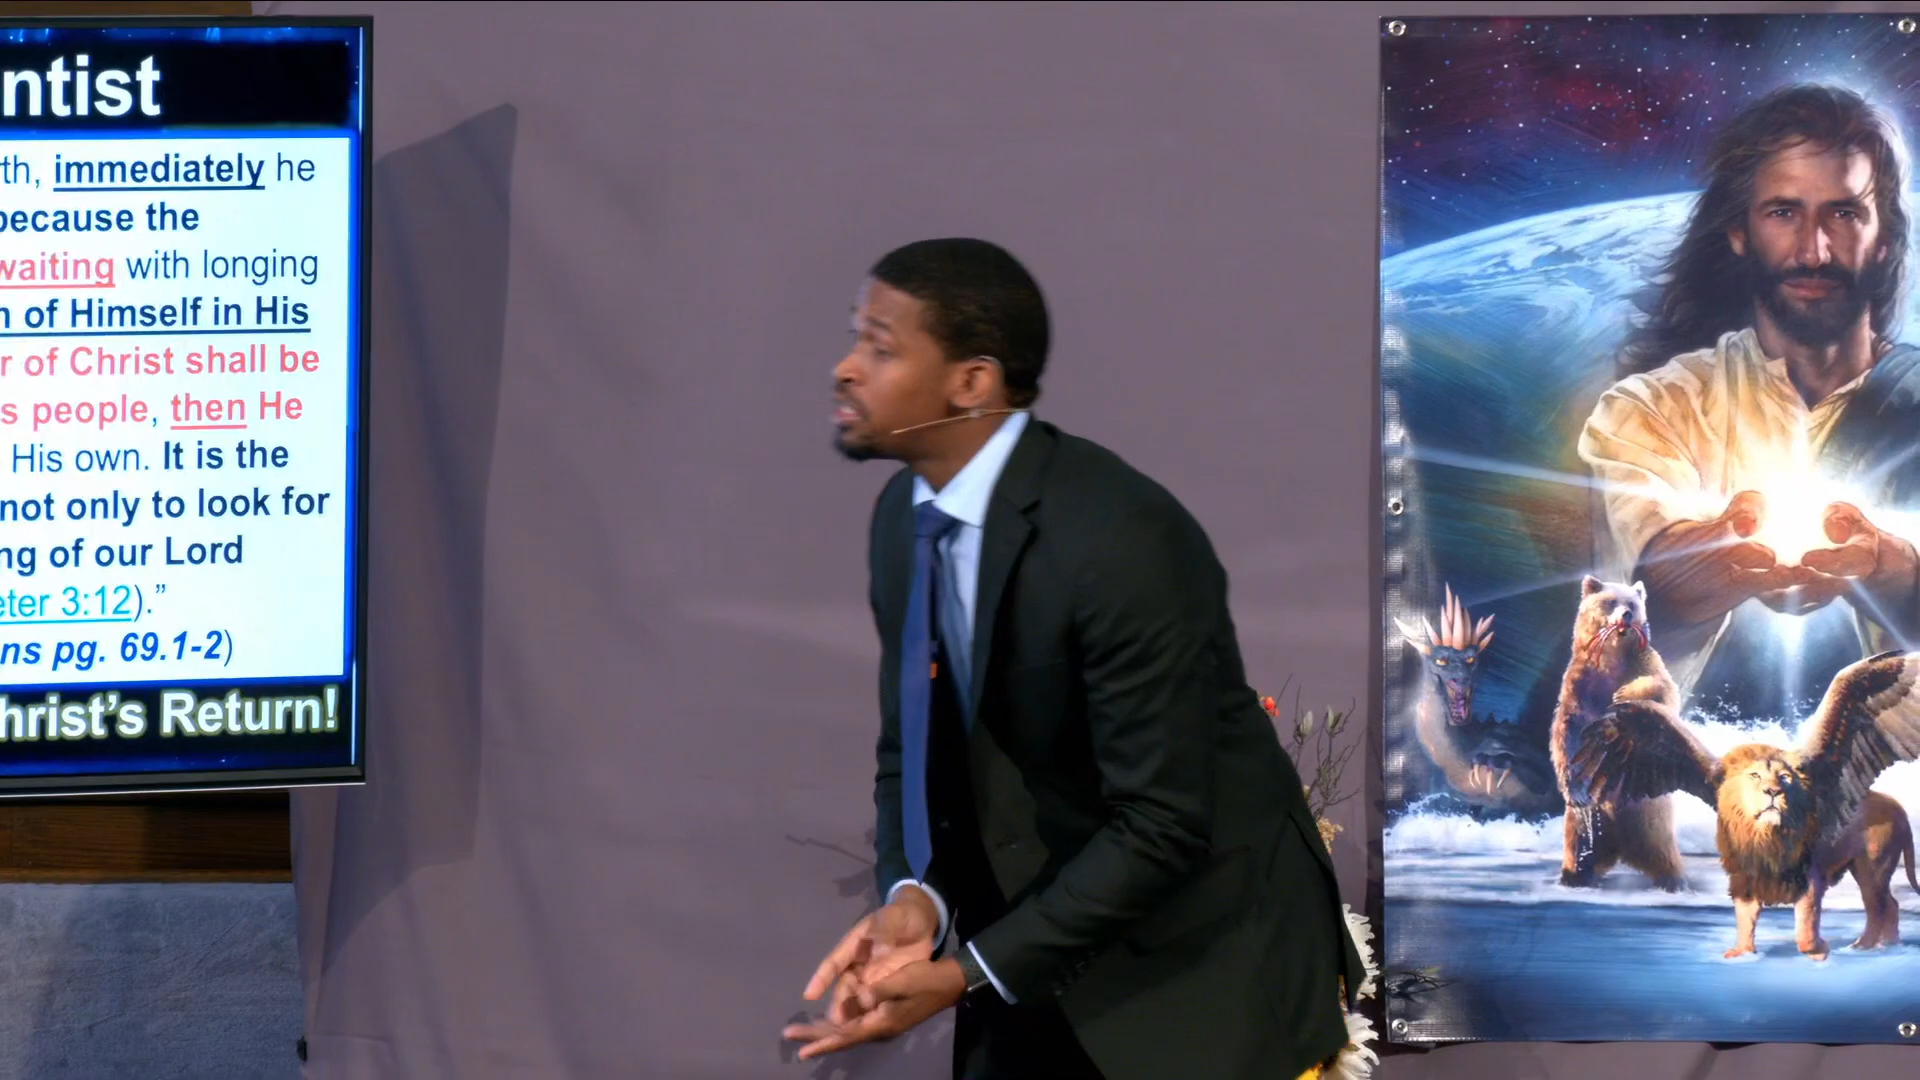 ntist
th, immediately he
because the
waiting with longing
n of Himself in His
r of Christ shall be
s people, then He
His own. It is the
not only to look for
ng of our Lord
eter 3:12).”
ns pg. 69.1-2)
hrist’s Return!